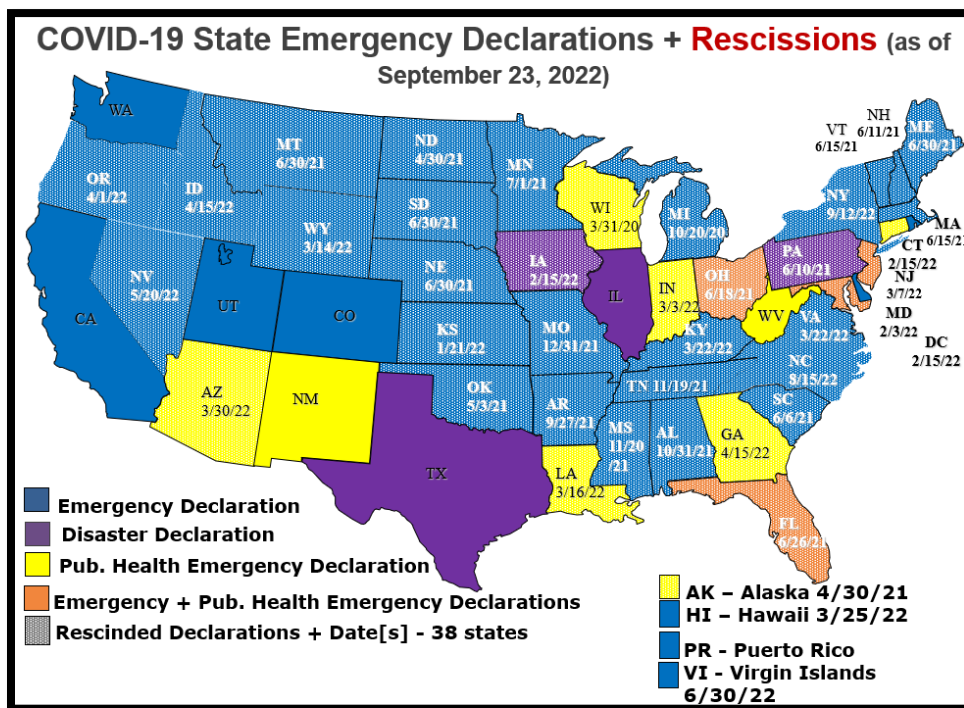 COVID-19 State Emergency Declarations + Rescissions (as of
September 23, 2022)
WA
MT
6/30/21
ND
4/30/21
MN
7/1/21
VT
6/15/21
NH
6/11/21
ME
6/30/21
OR
4/1/22
ID
4/15/22
WY
3/14/22
SD
6/30/21
WI
3/31/20
MI
10/20/20
NY
9/12/22
MA
6/15/21
CT
2/15/22
NJ
3/7/22
MD
2/3/22
DC
2/15/22
NV
5/20/22
NE
6/30/21
IA
2/15/22
IL
IN
3/3/22
OH
6/18/21
PA
6/10/21
CA
UT
CO
KS
1/21/22
MO
12/31/21
KY
3/22/22
WV
VA
3/22/22
AZ
3/30/22
NM
OK
5/3/21
AR
9/27/21
TN 11/19/21
NC
8/15/22
SC
6/6/21
MS
11/20
/21
AL
10/31/21
GA
4/15/22
TX
LA
3/16/22
FL
6/26/21
Emergency Declaration
Disaster Declaration
Pub. Health Emergency Declaration
Emergency + Pub. Health Emergency Declarations
Rescinded Declarations + Date[s] - 38 states
AK – Alaska 4/30/21
HI – Hawaii 3/25/22
PR - Puerto Rico
VI - Virgin Islands
6/30/22